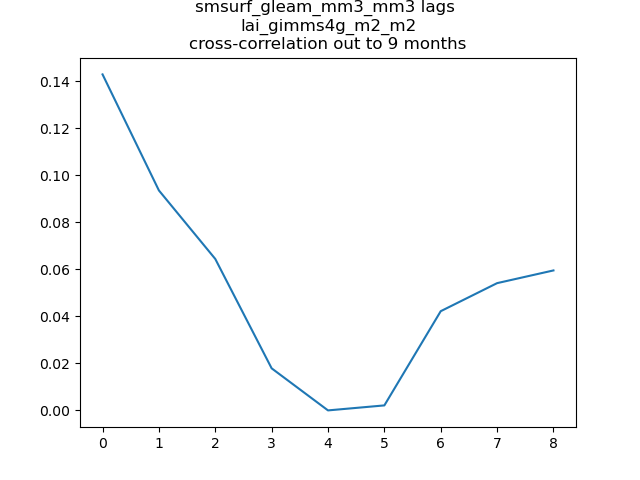 smsurf_gleam_mm3_mm3 lags
lai_gimms4g_m2_m2
cross-correlation out to 9 months
0.14
0.12
0.10
0.08
0.06
0.04
0.02
0.00
0 1 2 3 4 5 6 7 8